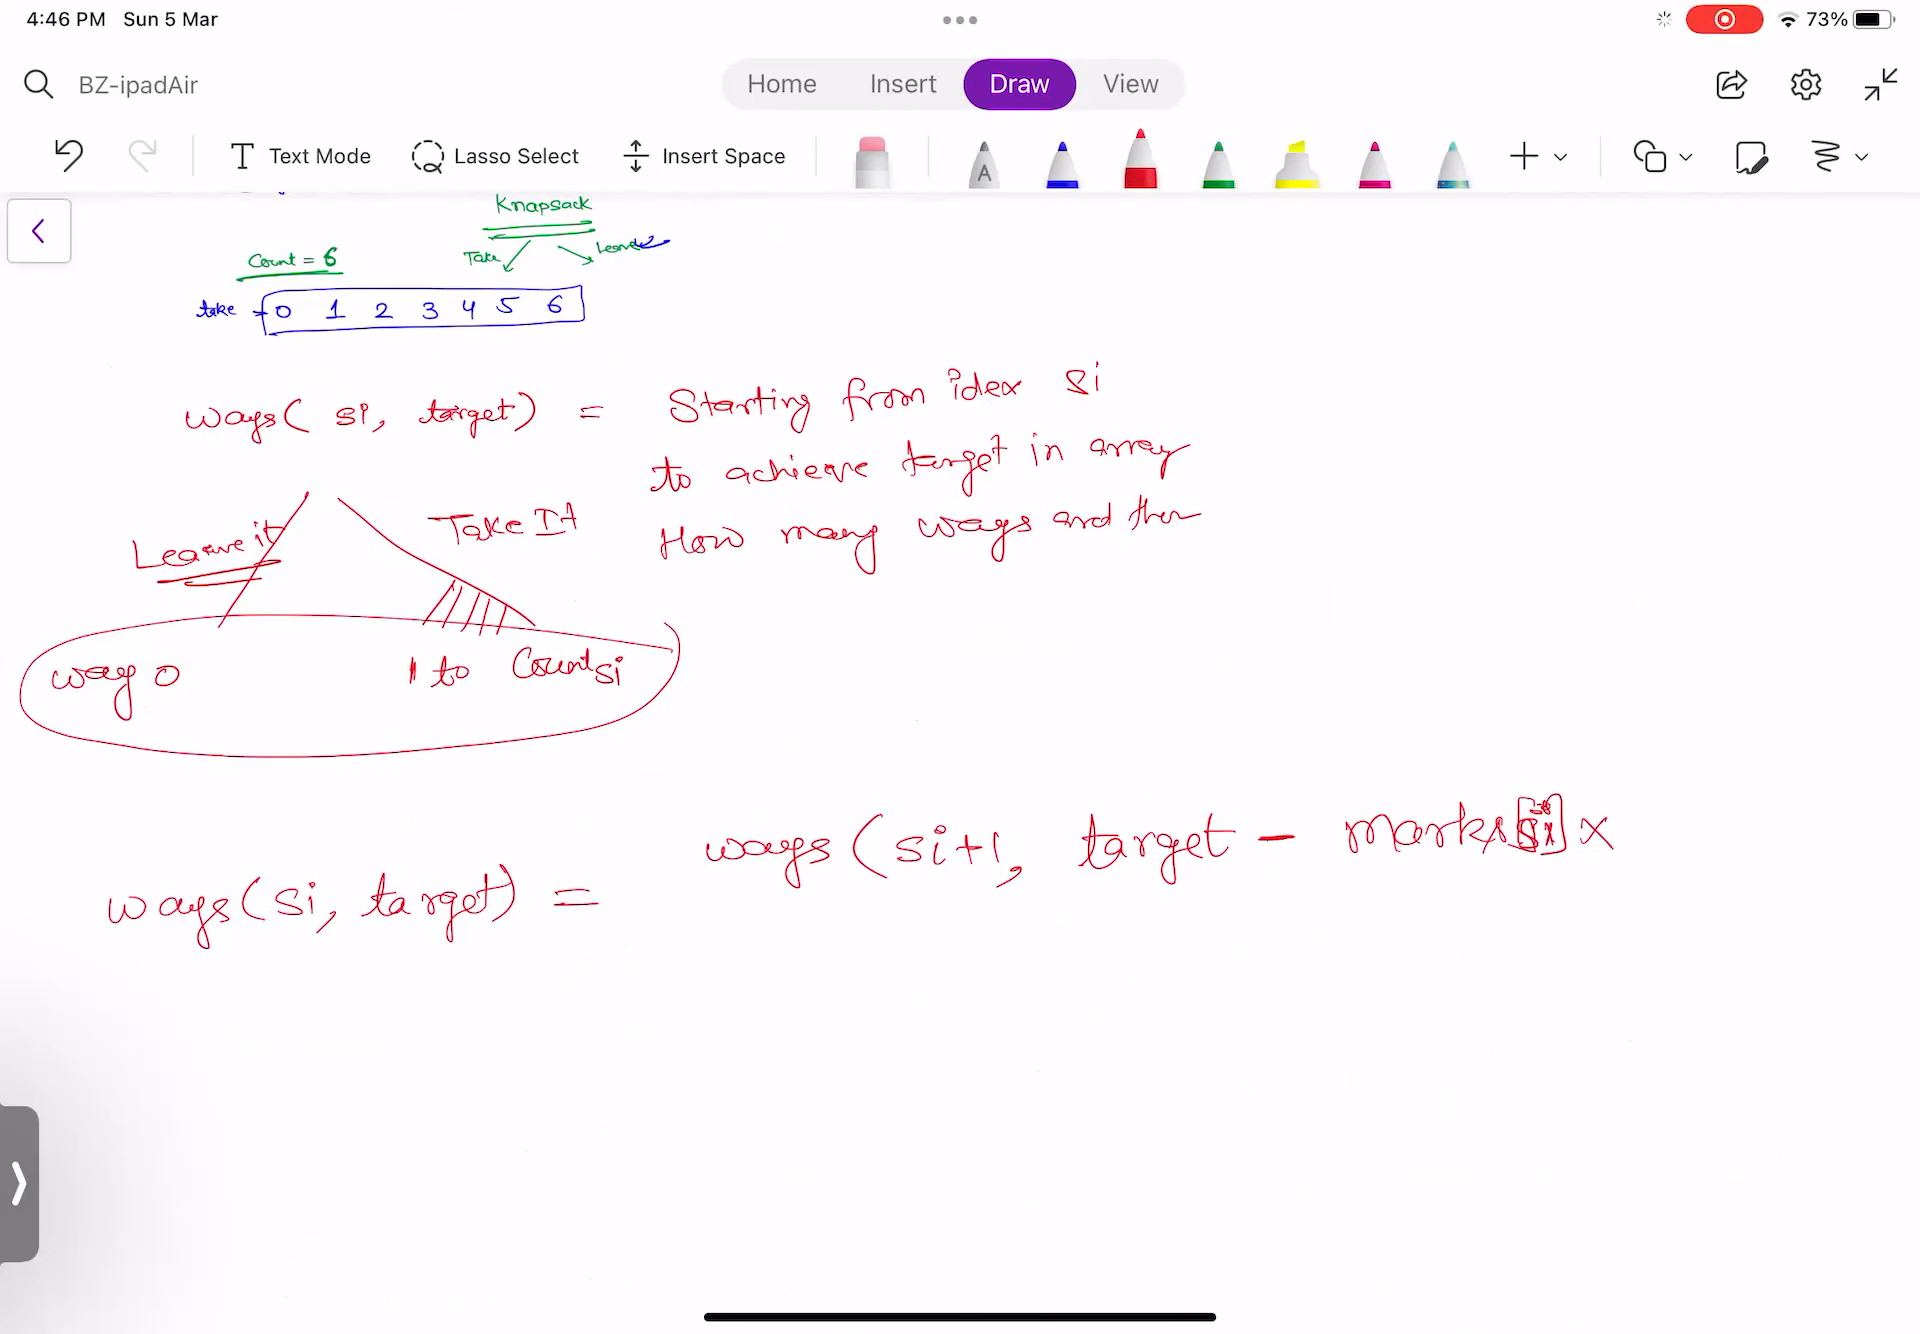 4:46 PM Sun 5 Mar
73%
BZ-ipadAir
Home Insert Draw View
Text Mode Lasso Select Insert Space
A
Knapsack
Take Leave
Count = 6
take 0 1 2 3 4 5 6
ways( si, target) = Starting from idex si
to achieve target in array
How many ways and then
Leave it Take It
way 0 1 to Count si
ways (si+1, target - marks[si] x
ways(si, target) =